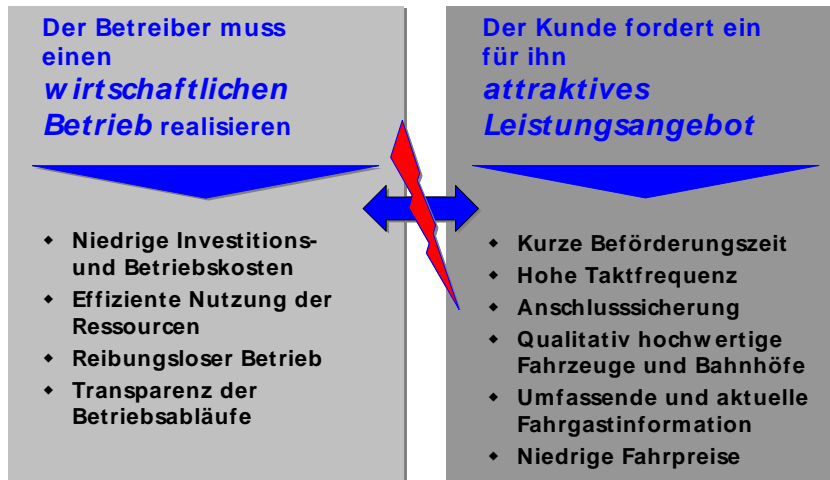 Der Betreiber muss
einen
wirtschaftlichen
Betrieb realisieren
◆ Niedrige Investitions-
und Betriebskosten
◆ Effiziente Nutzung der
Ressourcen
◆ Reibungsloser Betrieb
◆ Transparenz der
Betriebsabläufe
Der Kunde fordert ein
für ihn
attraktives
Leistungsangebot
◆ Kurze Beförderungszeit
◆ Hohe Taktfrequenz
◆ Anschlusssicherung
◆ Qualitativ hochwertige
Fahrzeuge und Bahnhöfe
◆ Umfassende und aktuelle
Fahrgastinformation
◆ Niedrige Fahrpreise